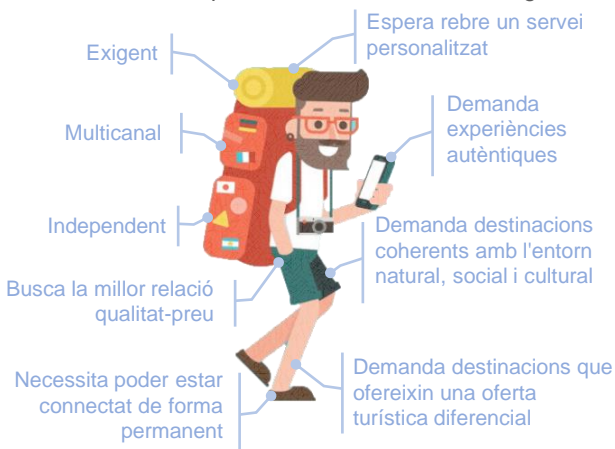 Espera rebre un servei
personalitzat
Exigent
Demanda
experiències
autèntiques
Multicanal
Independent
Demanda destinacions
coherents amb l'entorn
natural, social i cultural
Busca la millor relació
qualitat-preu
Demanda destinacions que
ofereixin una oferta
turística diferencial
Necessita poder estar
connectat de forma
permanent